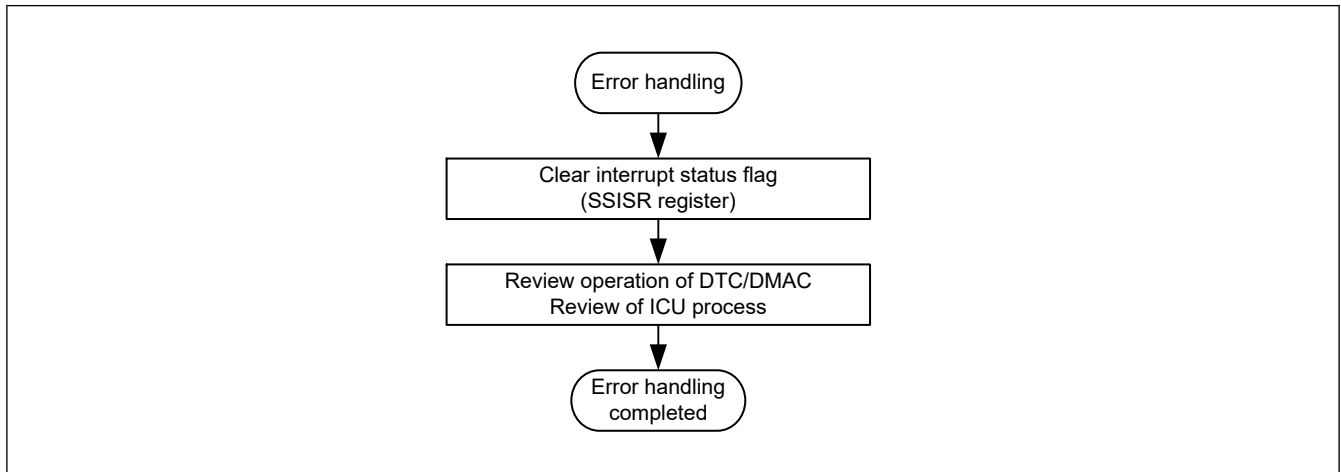 Error handling
Clear interrupt status flag
(SSISR register)
Review operation of DTC/DMAC
Review of ICU process
Error handling
completed